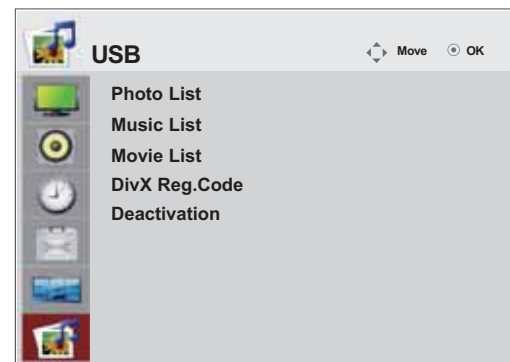 USB
Move OK
Photo List
Music List
Movie List
DivX Reg.Code
Deactivation